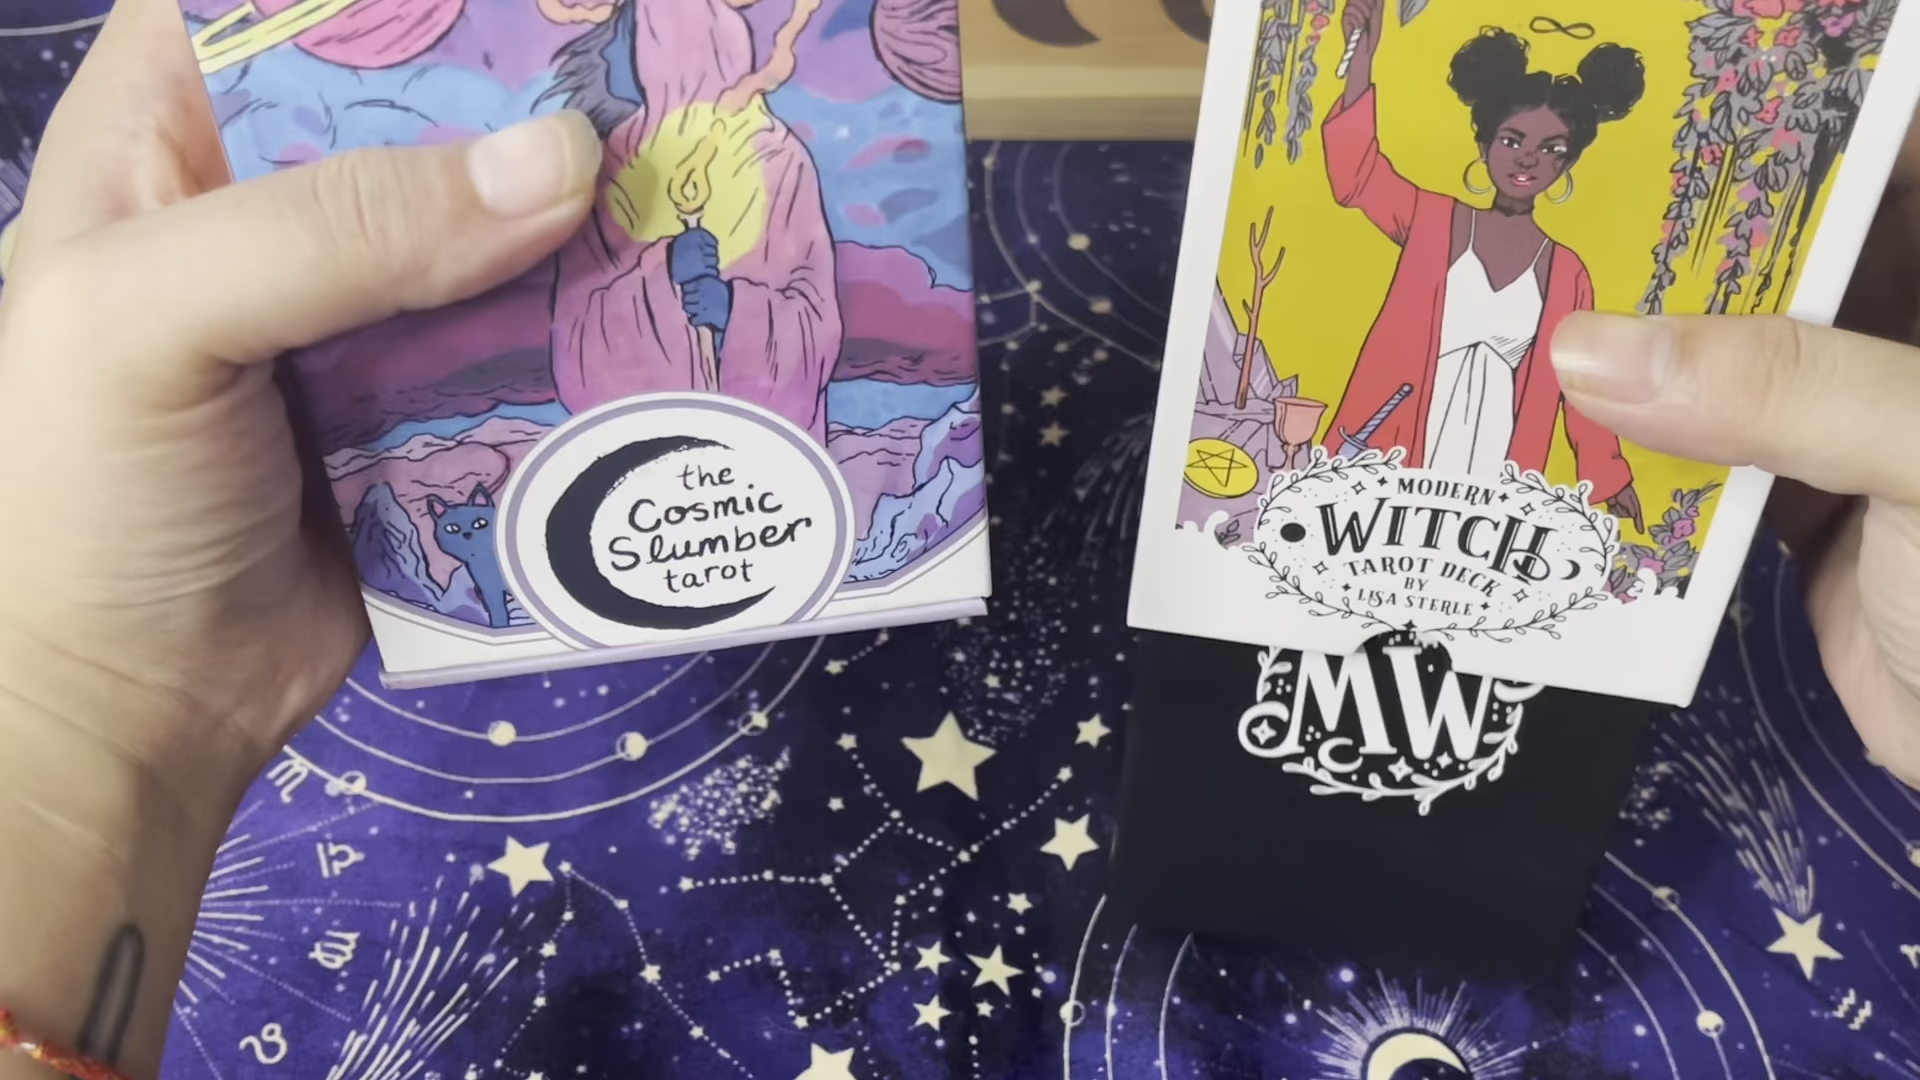 the
Cosmic
Slumber
tarot
MODERN
WITCH
TAROT DECK
BY
LISA STERLE
MW